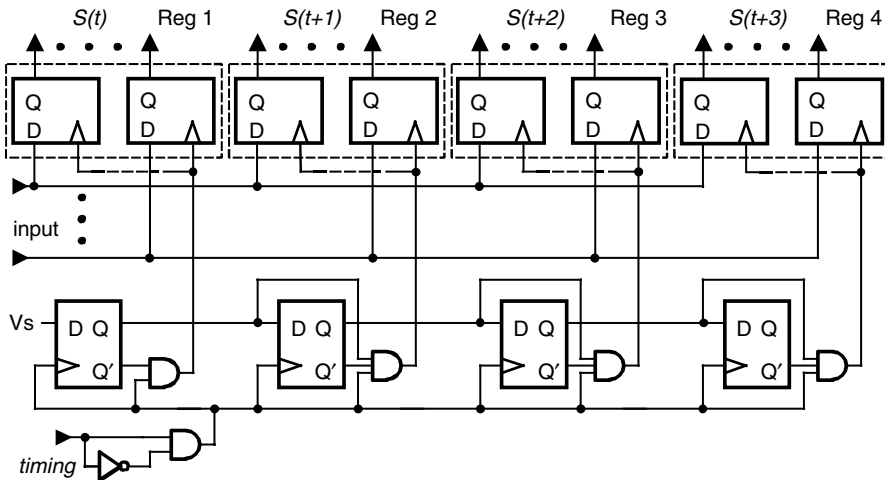 S(t) Reg 1 S(t+1) Reg 2 S(t+2) Reg 3 S(t+3) Reg 4
Q Q Q Q Q Q Q Q
D D D D D D D D
input
Vs D Q D Q D Q D Q
Q' Q' Q' Q'
timing